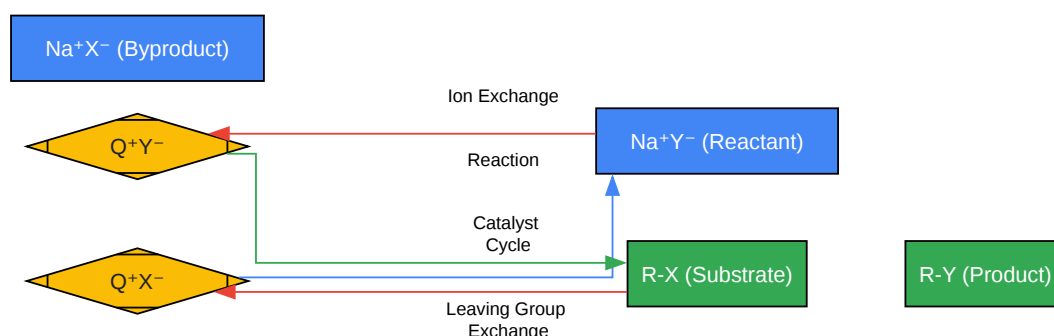 Na⁺X⁻ (Byproduct)
Ion Exchange
Q⁺Y⁻
Na⁺Y⁻ (Reactant)
Reaction
Catalyst
Cycle
Q⁺X⁻
R-X (Substrate)
R-Y (Product)
Leaving Group
Exchange